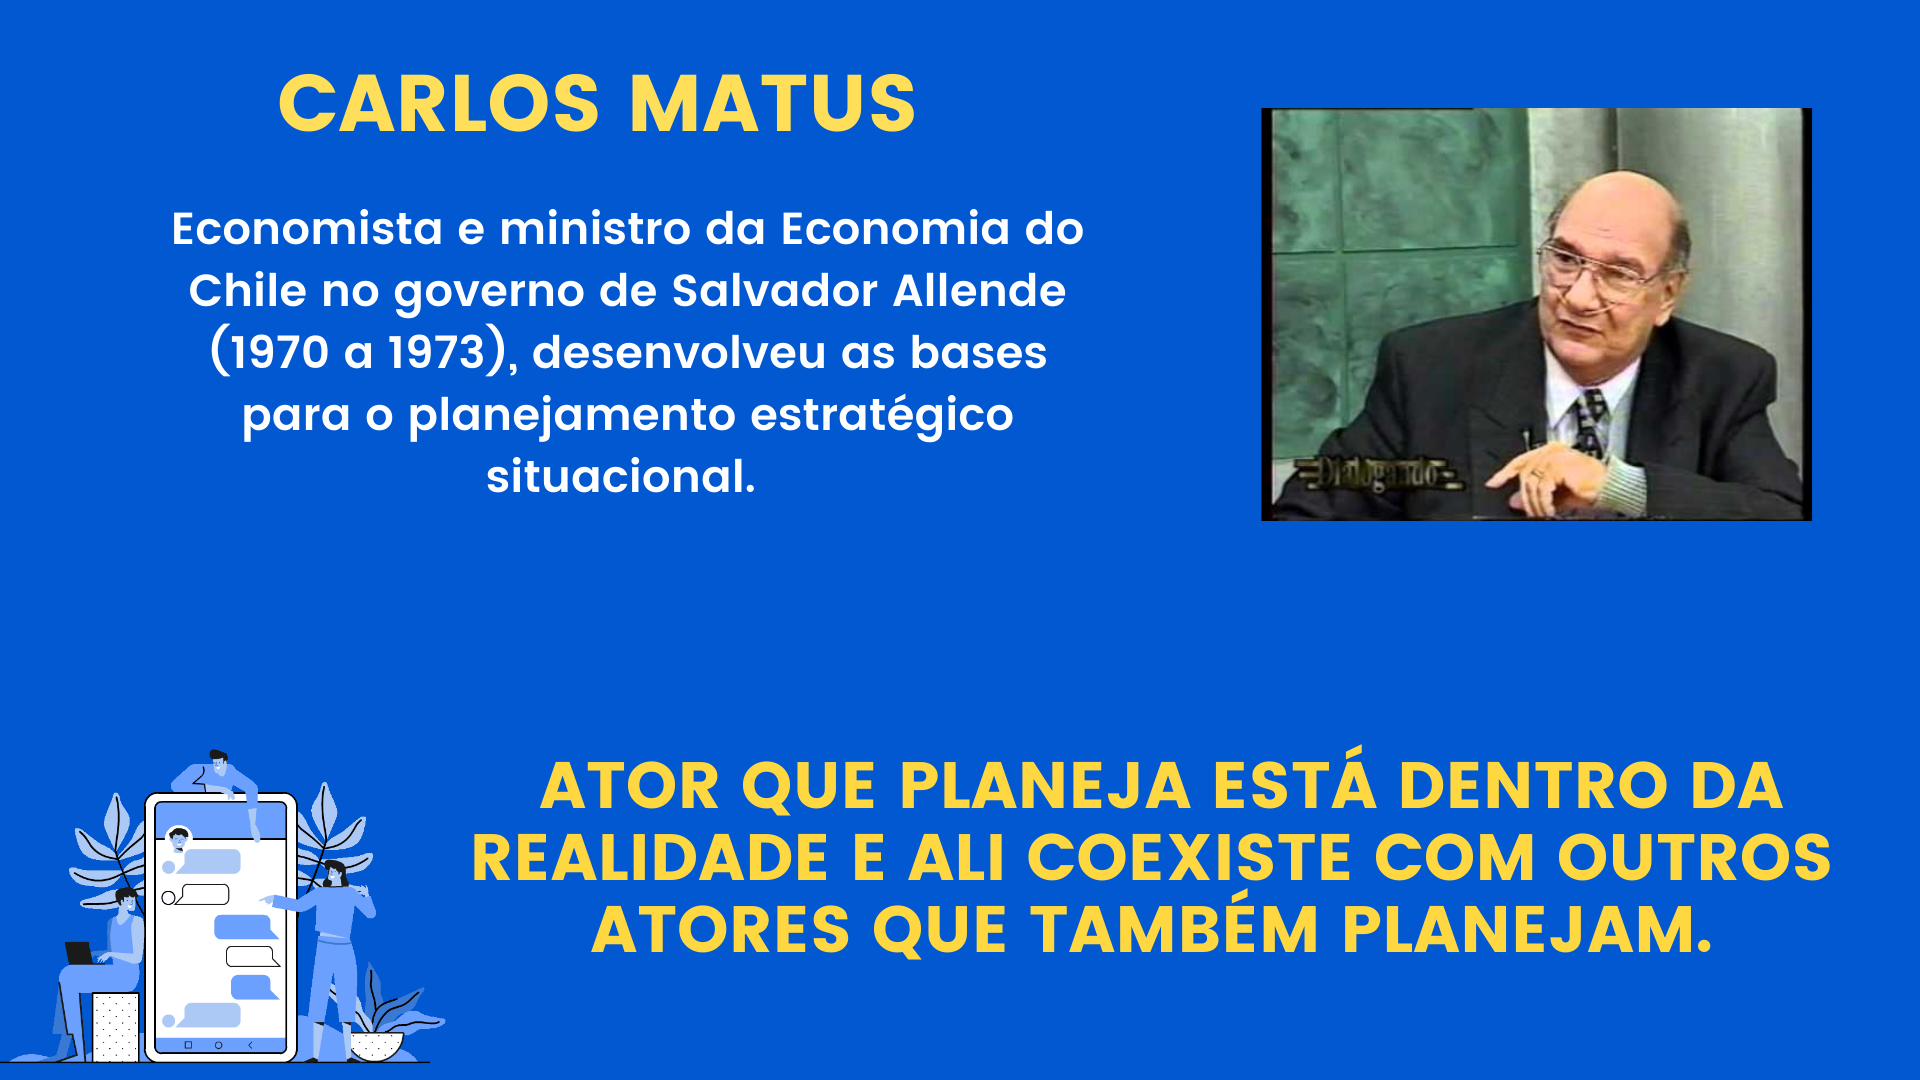 CARLOS MATUS
Economista e ministro da Economia do
Chile no governo de Salvador Allende
(1970 a 1973), desenvolveu as bases
para o planejamento estratégico
situacional.
Dialogando
ATOR QUE PLANEJA ESTÁ DENTRO DA
REALIDADE E ALI COEXISTE COM OUTROS
ATORES QUE TAMBÉM PLANEJAM.